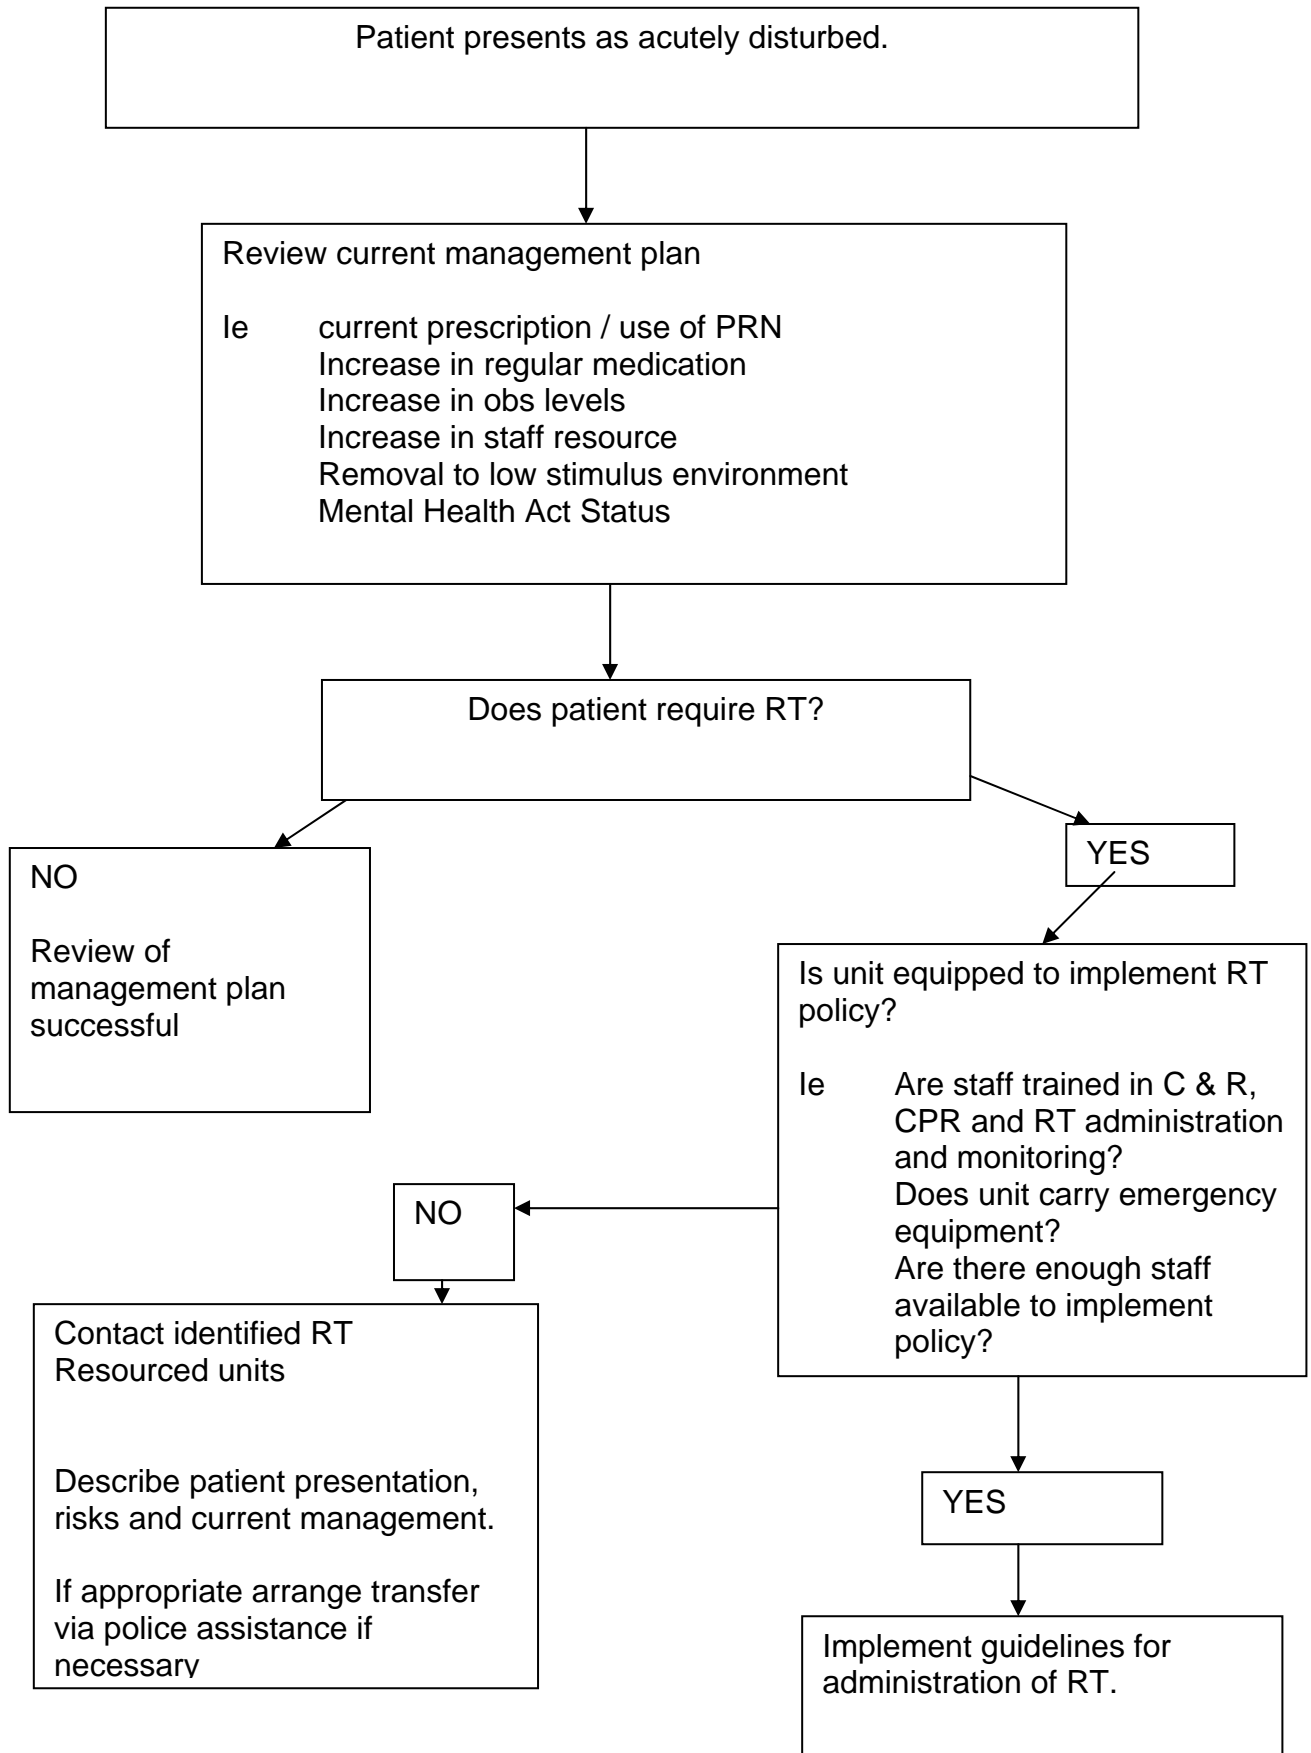 Patient presents as acutely disturbed.
Review current management plan
Ie current prescription / use of PRN
Increase in regular medication
Increase in obs levels
Increase in staff resource
Removal to low stimulus environment
Mental Health Act Status
Does patient require RT?
NO
Review of
management plan
successful
YES
Is unit equipped to implement RT
policy?
Ie Are staff trained in C & R,
CPR and RT administration
and monitoring?
Does unit carry emergency
equipment?
Are there enough staff
available to implement
policy?
NO
Contact identified RT
Resourced units
Describe patient presentation,
risks and current management.
If appropriate arrange transfer
via police assistance if
necessary
YES
Implement guidelines for
administration of RT.